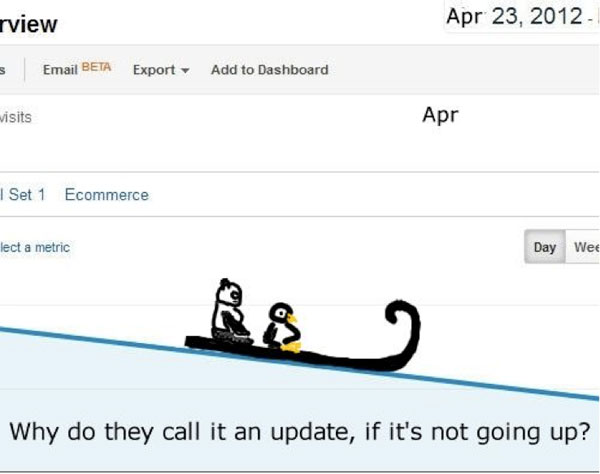 rview
Apr 23, 2012 -
s Email BETA Export Add to Dashboard
visits
Apr
l Set 1 Ecommerce
lect a metric
Day Wee
Why do they call it an update, if it's not going up?